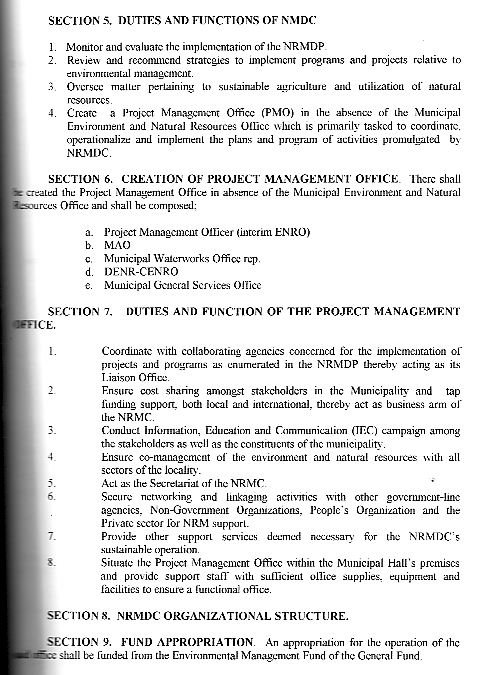 SECTION 5. DUTIES AND FUNCTIONS OF NMDC
1. Monitor and evaluate the implementation of the NRMDP.
2. Review and recommend strategies to implement programs and projects relative to
environmental management.
3. Oversee matter pertaining to sustainable agriculture and utilization of natural
resources.
4. Create a Project Management Office (PMO) in the absence of the Municipal
Environment and Natural Resources Office which is primarily tasked to coordinate,
operationalize and implement the plans and program of activities promulgated by
NRMDC.
SECTION 6. CREATION OF PROJECT MANAGEMENT OFFICE. There shall
be created the Project Management Office in absence of the Municipal Environment and Natural
Resources Office and shall be composed;
a. Project Management Officer (interim ENRO)
b. MAO
c. Municipal Waterworks Office rep.
d. DENR-CENRO
e. Municipal General Services Office
SECTION 7. DUTIES AND FUNCTION OF THE PROJECT MANAGEMENT
OFFICE.
1. Coordinate with collaborating agencies concerned for the implementation of
projects and programs as enumerated in the NRMDP thereby acting as its
Liaison Office.
2. Ensure cost sharing amongst stakeholders in the Municipality and tap
funding support, both local and international, thereby act as business arm of
the NRMC.
3. Conduct Information, Education and Communication (IEC) campaign among
the stakeholders as well as the constituents of the municipality.
4. Ensure co-management of the environment and natural resources with all
sectors of the locality.
5. Act as the Secretariat of the NRMC.
6. Secure networking and linkaging activities with other government-line
agencies, Non-Government Organizations, People's Organization and the
Private sector for NRM support.
7. Provide other support services deemed necessary for the NRMDC's
sustainable operation.
8. Situate the Project Management Office within the Municipal Hall's premises
and provide support staff with sufficient office supplies, equipment and
facilities to ensure a functional office.
SECTION 8. NRMDC ORGANIZATIONAL STRUCTURE.
SECTION 9. FUND APPROPRIATION. An appropriation for the operation of the
office shall be funded from the Environmental Management Fund of the General Fund.